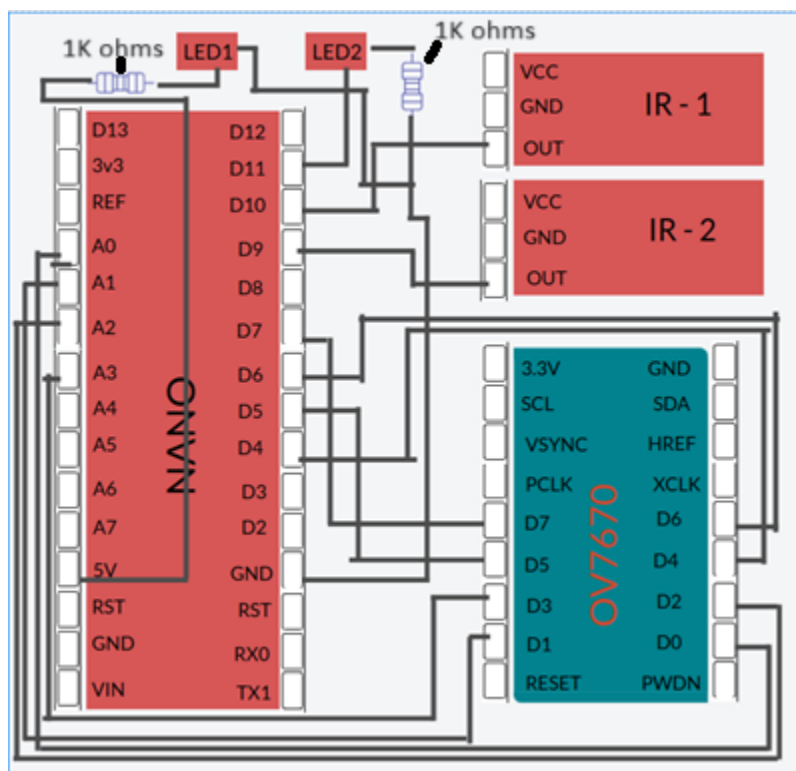 1K ohms
LED1
LED2
1K ohms
VCC
GND
OUT
IR - 1
VCC
GND
OUT
IR - 2
D13
3v3
REF
A0
A1
A2
A3
A4
A5
A6
A7
5V
RST
GND
VIN
NANO
D12
D11
D10
D9
D8
D7
D6
D5
D4
D3
D2
GND
RST
RX0
TX1
3.3V
SCL
VSYNC
PCLK
D7
D5
D3
D1
RESET
OV7670
GND
SDA
HREF
XCLK
D6
D4
D2
D0
PWDN